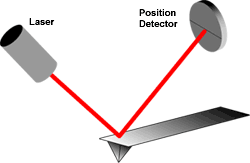 Laser
Position
Detector